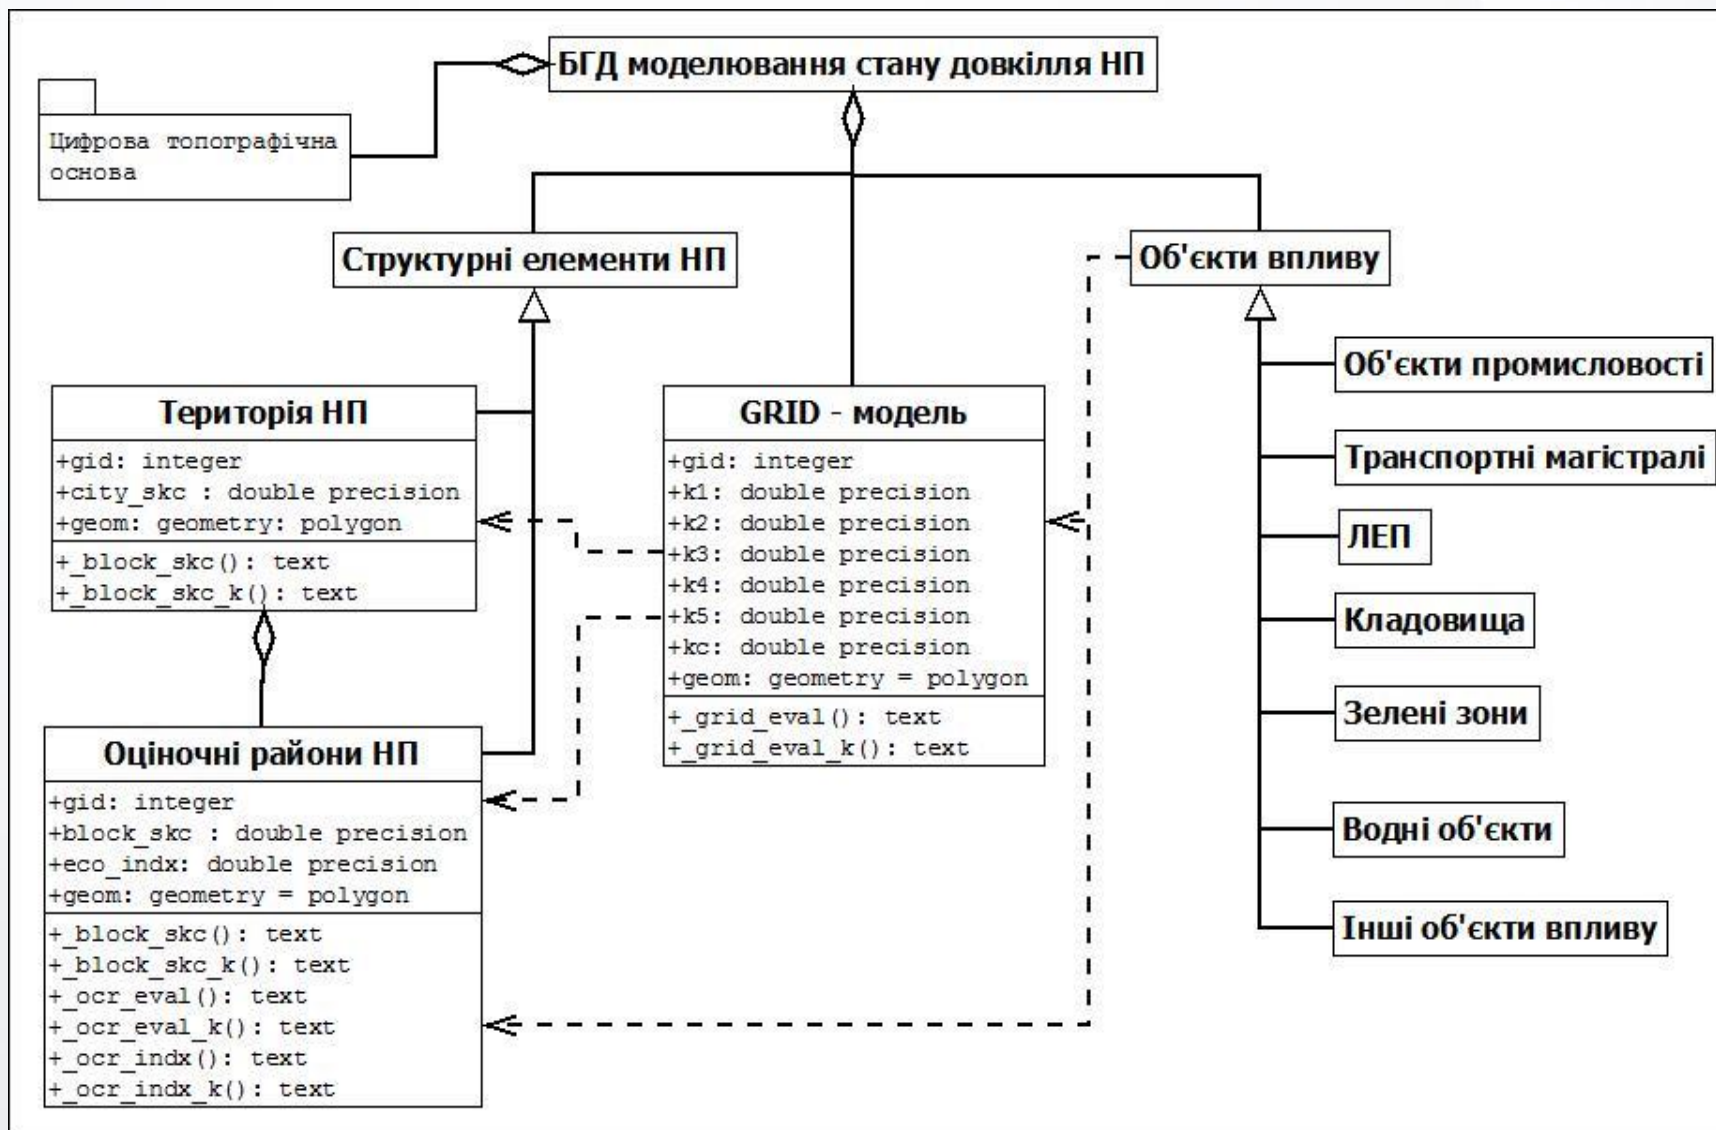 БГД моделювання стану довкілля НП
Цифрова топографічна
основа
Структурні елементи НП
Об'єкти впливу
Територія НП
+gid: integer
+city_skc : double precision
+geom: geometry: polygon
+_block_skc(): text
+_block_skc_k(): text
GRID - модель
+gid: integer
+k1: double precision
+k2: double precision
+k3: double precision
+k4: double precision
+k5: double precision
+kc: double precision
+geom: geometry = polygon
+_grid_eval(): text
+_grid_eval_k(): text
Оціночні райони НП
+gid: integer
+block_skc : double precision
+eco_indx: double precision
+geom: geometry = polygon
+_block_skc(): text
+_block_skc_k(): text
+_ocr_eval(): text
+_ocr_eval_k(): text
+_ocr_indx(): text
+_ocr_indx_k(): text
Об'єкти промисловості
Транспортні магістралі
ЛЕП
Кладовища
Зелені зони
Водні об'єкти
Інші об'єкти впливу